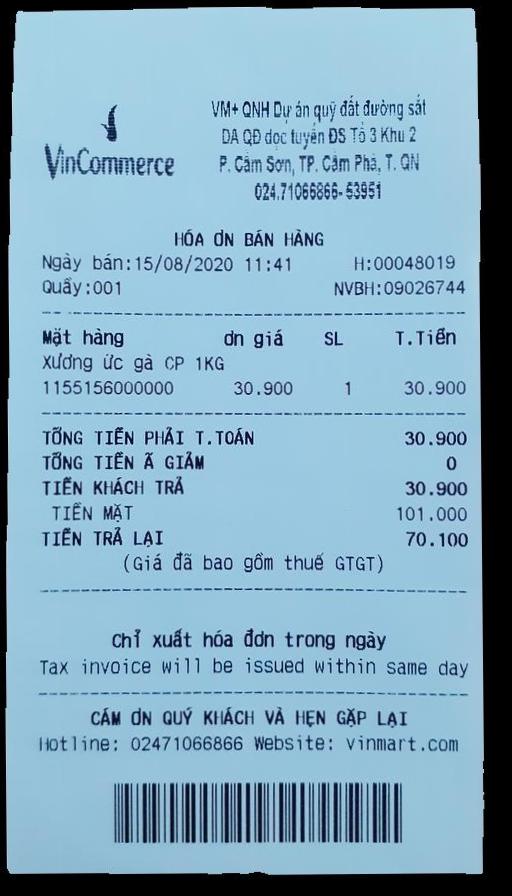 VinCommerce
VM+ QNH Dự án quỹ đất đường sắt
DA QĐ dọc tuyến ĐS Tổ 3 Khu 2
P. Cẩm Sơn, TP. Cẩm Phả, T. QN
024.71066866-53951
HÓA ƠN BÁN HÀNG
Ngày bán:15/08/2020 11:41 H:00048019
Quầy:001 NVBH:09026744
Mặt hàng ơn giá SL T.Tiền
Xương ức gà CP 1KG
1155156000000 30.900 1 30.900
TỔNG TIỀN PHẢI T.TOÁN 30.900
TỔNG TIỀN Ã GIẢM 0
TIỀN KHÁCH TRẢ 30.900
TIỀN MẶT 101.000
TIỀN TRẢ LẠI 70.100
(Giá đã bao gồm thuế GTGT)
Chỉ xuất hóa đơn trong ngày
Tax invoice will be issued within same day
CÁM ƠN QUÝ KHÁCH VÀ HẸN GẶP LẠI
Hotline: 02471066866 Website: vinmart.com